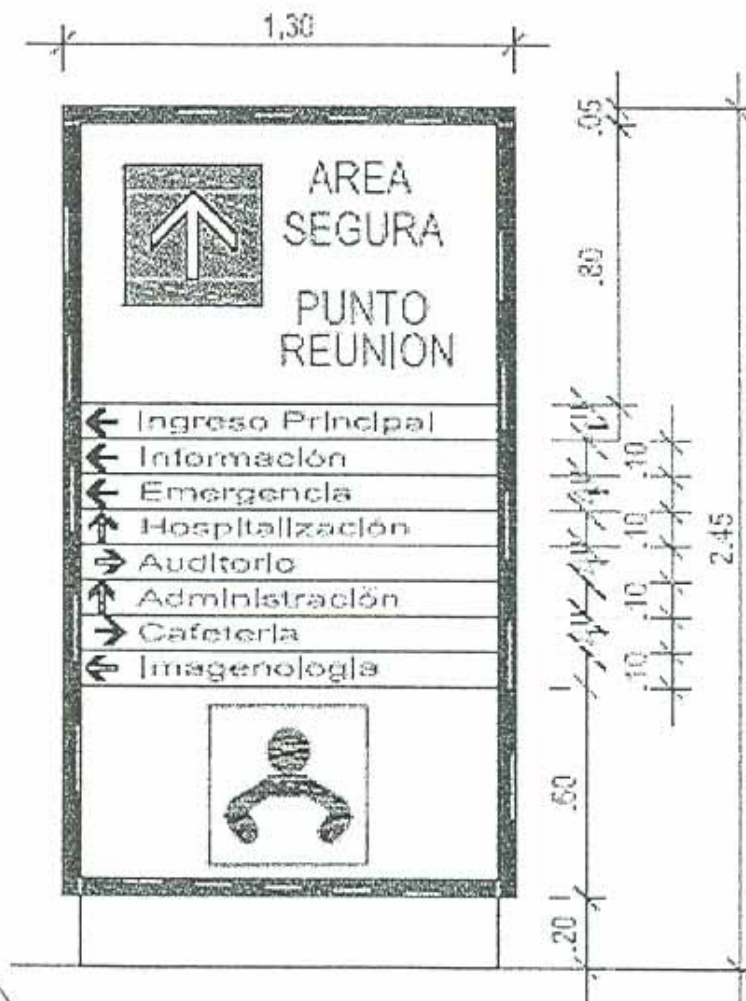 1,30
AREA
SEGURA
PUNTO
REUNION
Ingreso Principal
Información
Emergencia
Hospitalización
Auditorio
Administración
Cafeteria
Imagenologia
.05
.80
.10
.10
.10
.10
2.45
.60
.20